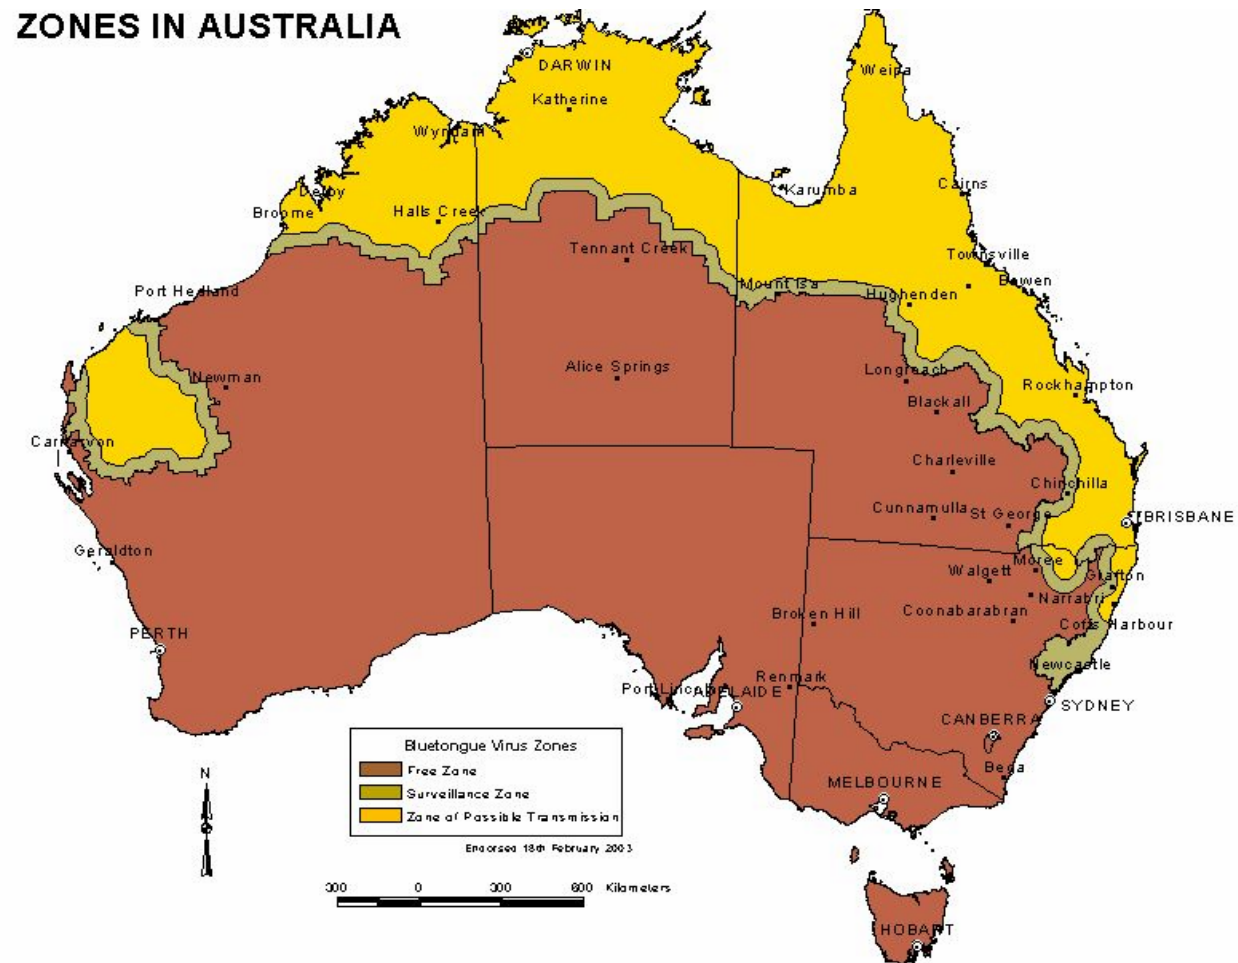 ZONES IN AUSTRALIA
DARWIN
Weipa
Katherine
Wyndam
Derby
Karumba
Cairns
Broome
Halls Creek
Tennant Creek
Townsville
Port Hedland
Mount Isa
Hughenden
Bowen
Newman
Alice Springs
Longreach
Rockhampton
Blackall
Carnarvon
Charleville
Chinchilla
Cunnamulla
St George
BRISBANE
Geraldton
Walgett
Moree
Grafton
Narrabri
Broken Hill
Coonabarabran
Coffs Harbour
PERTH
Newcastle
Renmark
Port Lincoln
ADELAIDE
SYDNEY
CANBERRA
Bega
MELBOURNE
Bluetongue Virus Zones
Free Zone
Surveillance Zone
Zone of Possible Transmission
N
Endorsed 18th February 2003
300 0 300 600 Kilometers
HOBART